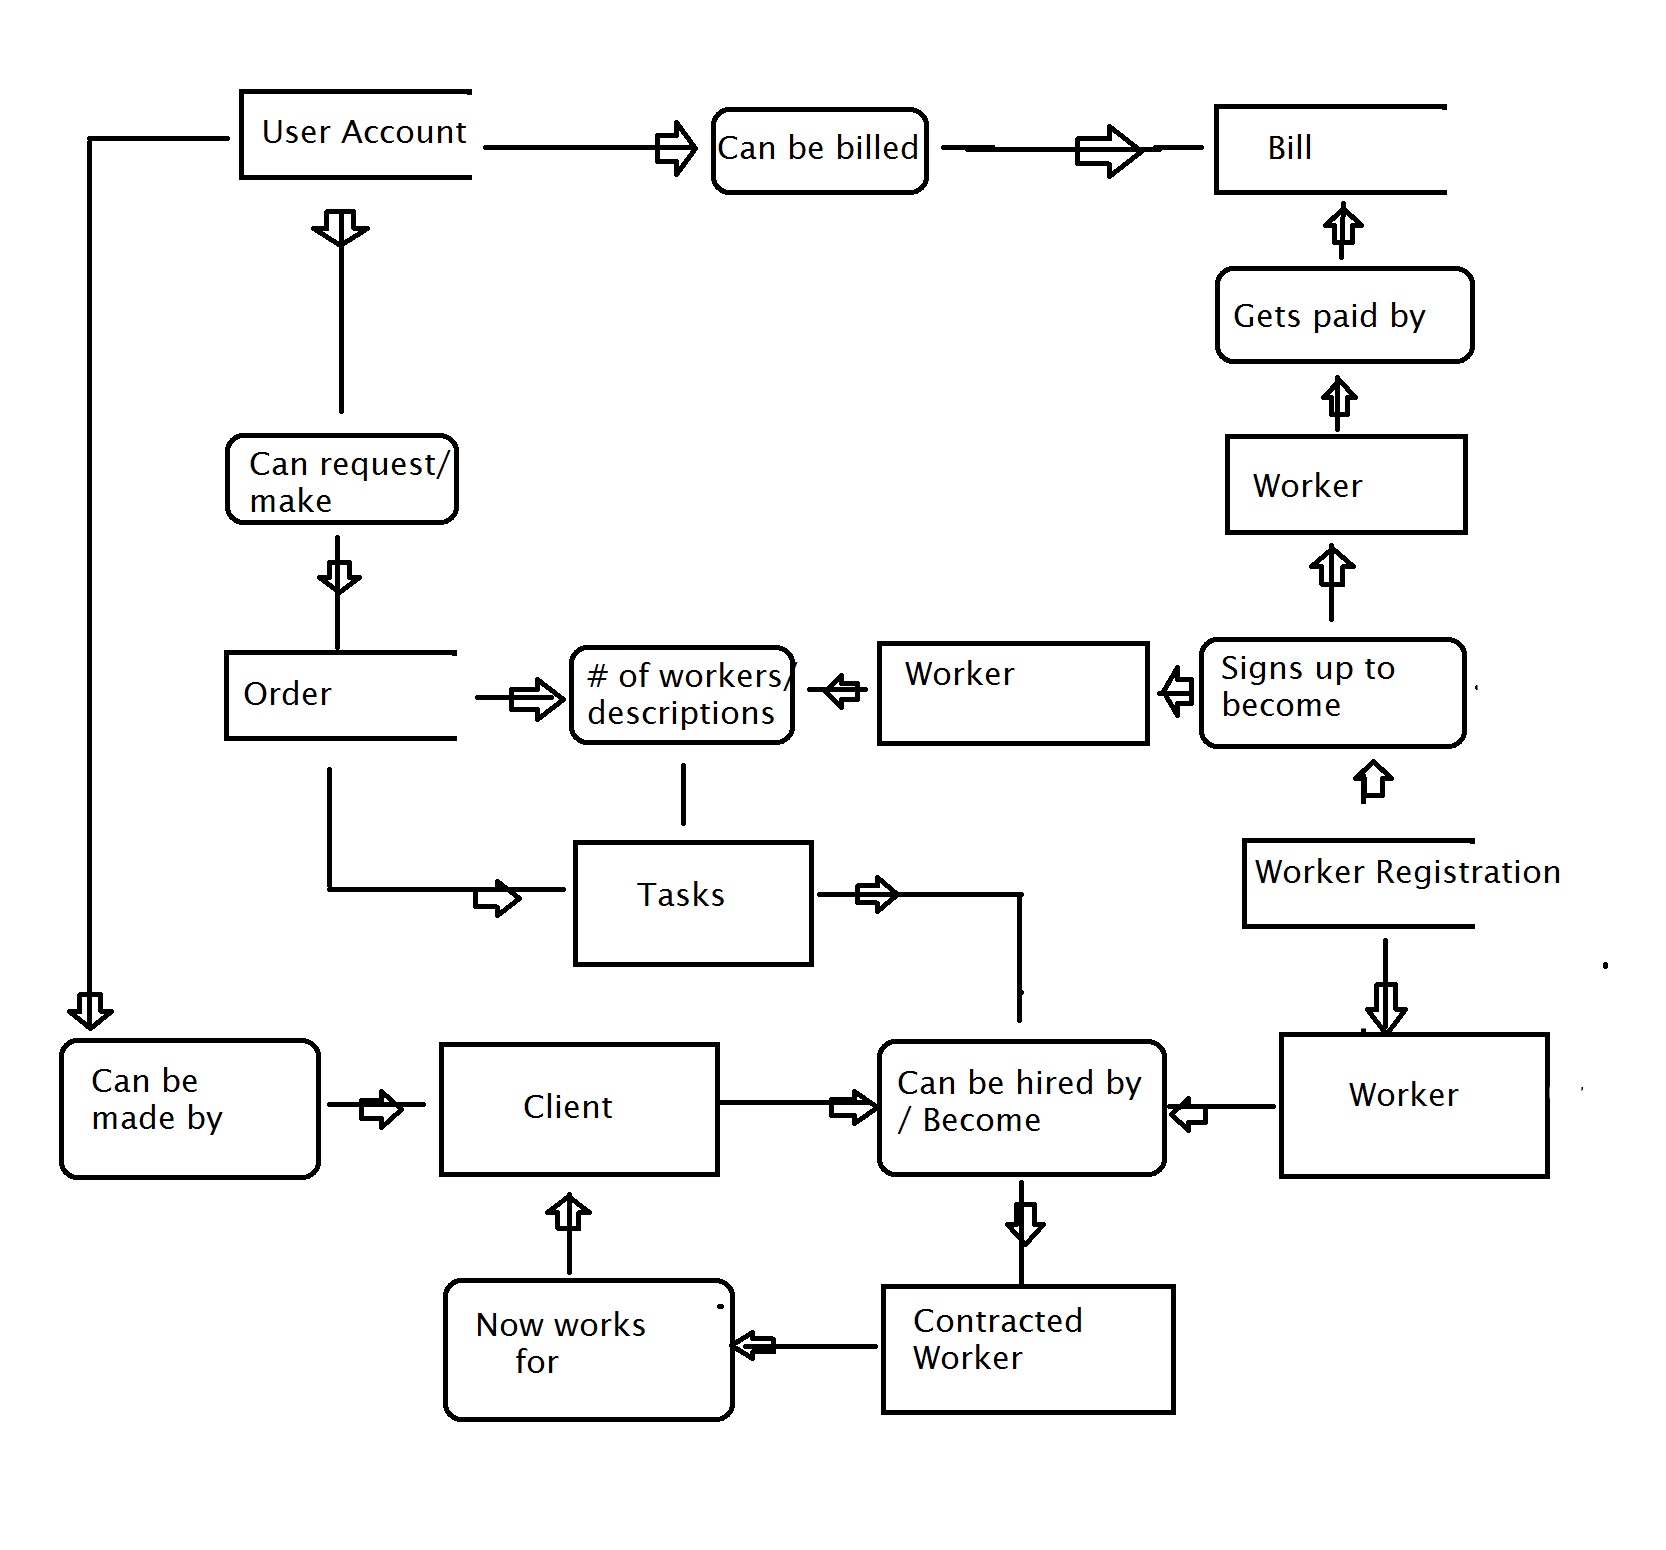 User Account
Can be billed
Bill
Gets paid by
Can request/
make
Worker
Order
# of workers/
descriptions
Worker
Signs up to
become
Tasks
Worker Registration
Can be
made by
Client
Can be hired by
/ Become
Worker
Now works
for
Contracted
Worker